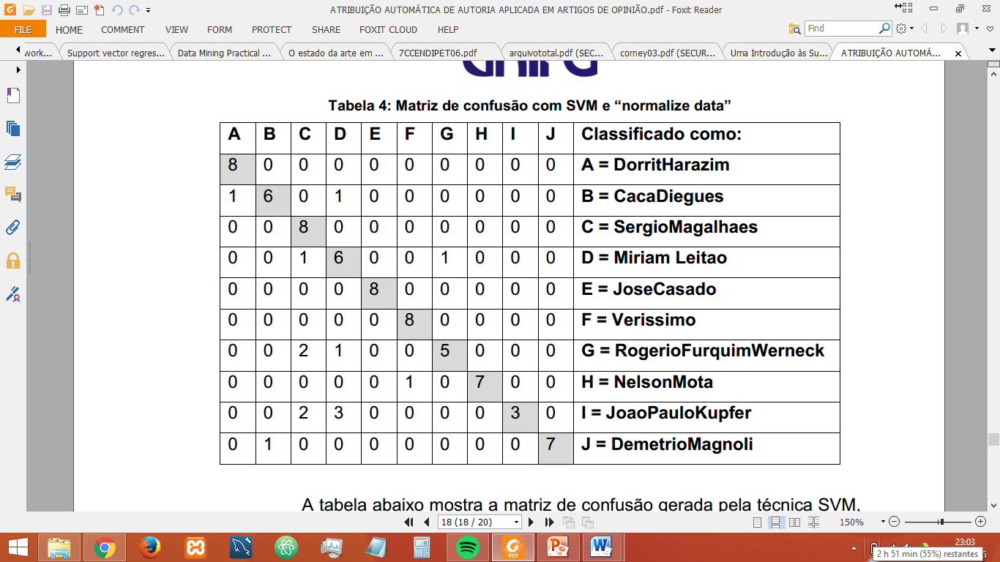 ATRIBUIÇÃO AUTOMÁTICA DE AUTORIA APLICADA EM ARTIGOS DE OPINIÃO.pdf - Foxit Reader
FILE HOME COMMENT VIEW FORM PROTECT SHARE FOXIT CLOUD HELP Find
work... Support vector regres... Data Mining Practical ... O estado da arte em ... 7CCENDIPET06.pdf arquivototal.pdf (SEC... corney03.pdf (SECUR... Uma Introdução às Su... ATRIBUIÇÃO AUTOMÁ...
Tabela 4: Matriz de confusão com SVM e “normalize data”
A B C D E F G H I J Classificado como:
8 0 0 0 0 0 0 0 0 0 A = DorritHarazim
1 6 0 1 0 0 0 0 0 0 B = CacaDiegues
0 0 8 0 0 0 0 0 0 0 C = SergioMagalhaes
0 0 1 6 0 0 1 0 0 0 D = Miriam Leitao
0 0 0 0 8 0 0 0 0 0 E = JoseCasado
0 0 0 0 0 8 0 0 0 0 F = Verissimo
0 0 2 1 0 0 5 0 0 0 G = RogerioFurquimWerneck
0 0 0 0 0 1 0 7 0 0 H = NelsonMota
0 0 2 3 0 0 0 0 3 0 I = JoaoPauloKupfer
0 1 0 0 0 0 0 0 0 7 J = DemetrioMagnoli
A tabela abaixo mostra a matriz de confusão gerada pela técnica SVM,
18 (18 / 20) 150%
PDF 23:03
2 h 51 min (55%) restantes